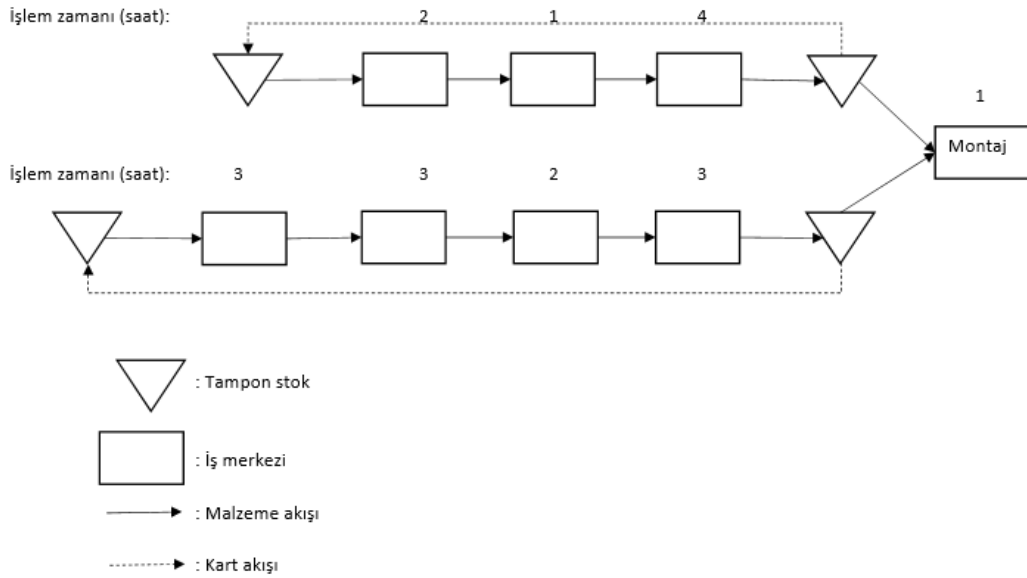 İşlem zamanı (saat): 2 1 4
1
Montaj
İşlem zamanı (saat): 3 3 2 3
: Tampon stok
: İş merkezi
: Malzeme akışı
: Kart akışı